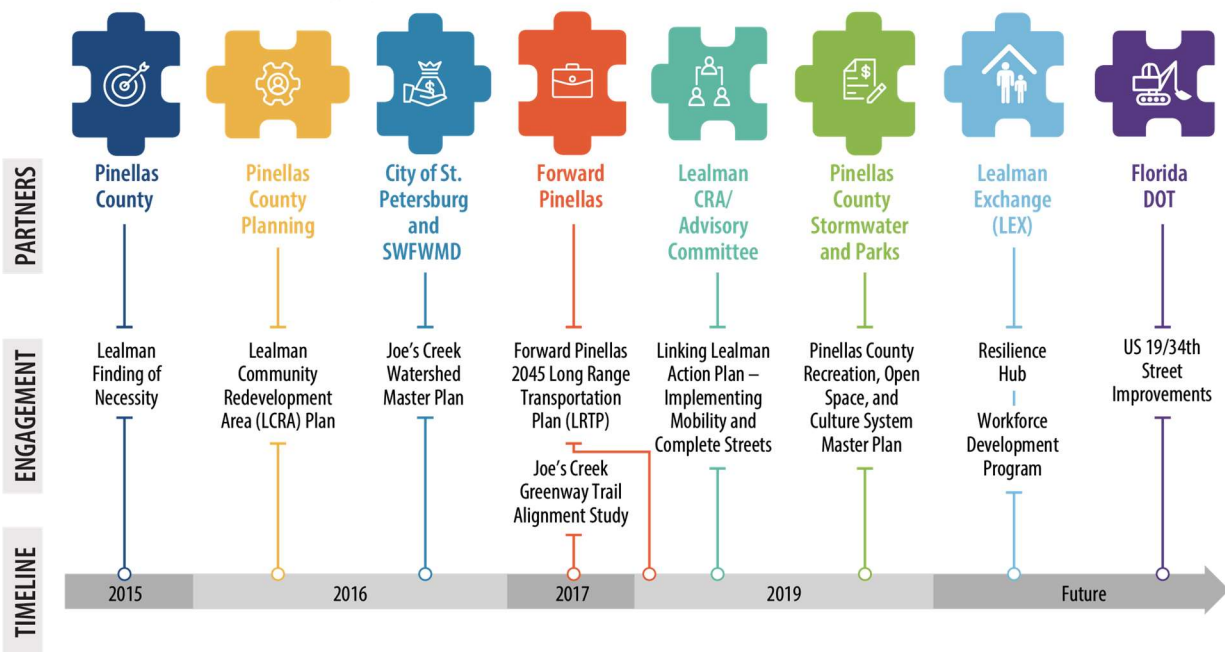 PARTNERS
Pinellas
County
Pinellas
County
Planning
City of St.
Petersburg
and
SWFWMD
Forward
Pinellas
Lealman
CRA/
Advisory
Committee
Pinellas
County
Stormwater
and Parks
Lealman
Exchange
(LEX)
Florida
DOT
ENGAGEMENT
Lealman
Finding of
Necessity
Lealman
Community
Redevelopment
Area (LCRA) Plan
Joe's Creek
Watershed
Master Plan
Forward Pinellas
2045 Long Range
Transportation
Plan (LRTP)
Joe's Creek
Greenway Trail
Alignment Study
Linking Lealman
Action Plan –
Implementing
Mobility and
Complete Streets
Pinellas County
Recreation, Open
Space, and
Culture System
Master Plan
Resilience
Hub
Workforce
Development
Program
US 19/34th
Street
Improvements
TIMELINE
2015
2016
2017
2019
Future